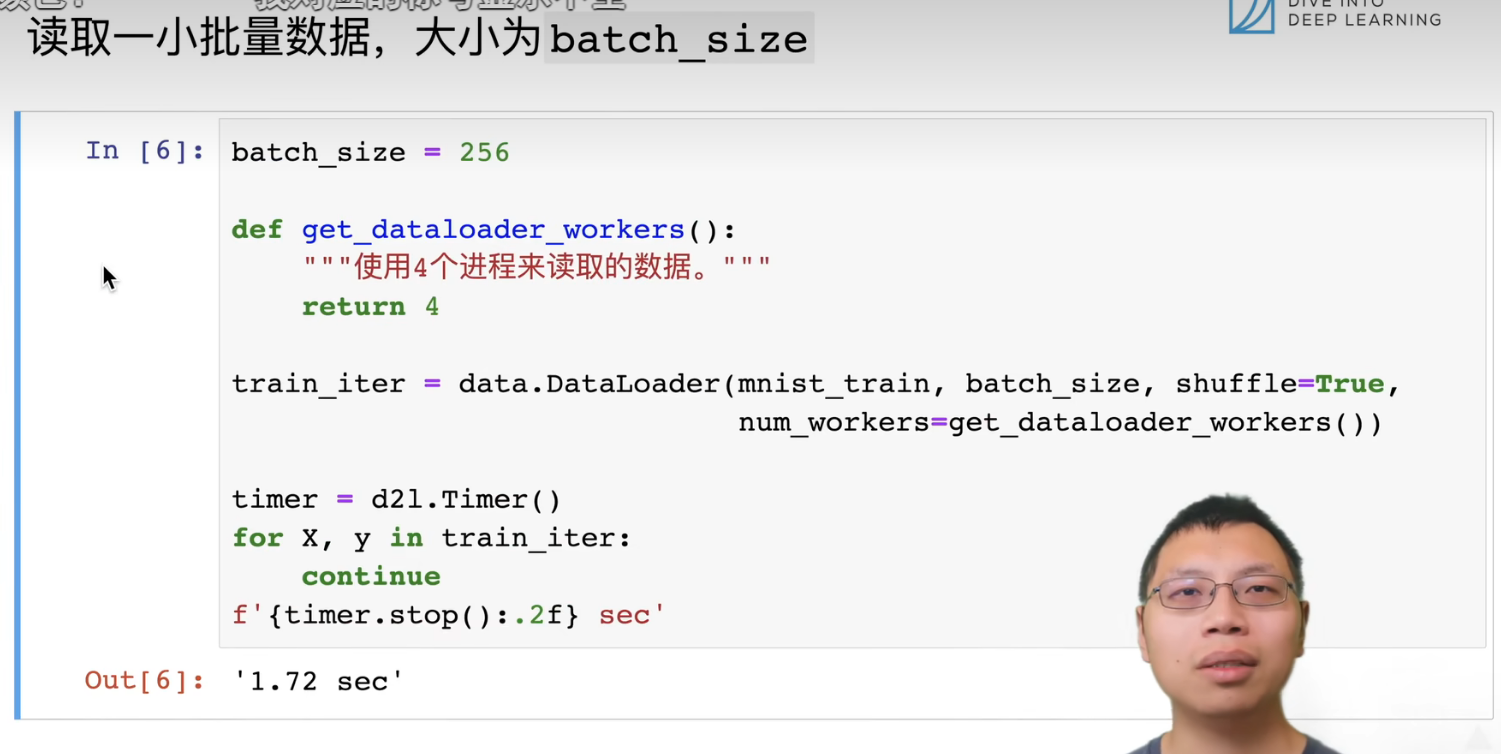 DIVE INTO
DEEP LEARNING
读取一小批量数据，大小为batch_size
In [6]:
batch_size = 256
def get_dataloader_workers():
"""使用4个进程来读取的数据。"""
return 4
train_iter = data.DataLoader(mnist_train, batch_size, shuffle=True,
num_workers=get_dataloader_workers())
timer = d2l.Timer()
for X, y in train_iter:
continue
f'{timer.stop():.2f} sec'
Out[6]: '1.72 sec'